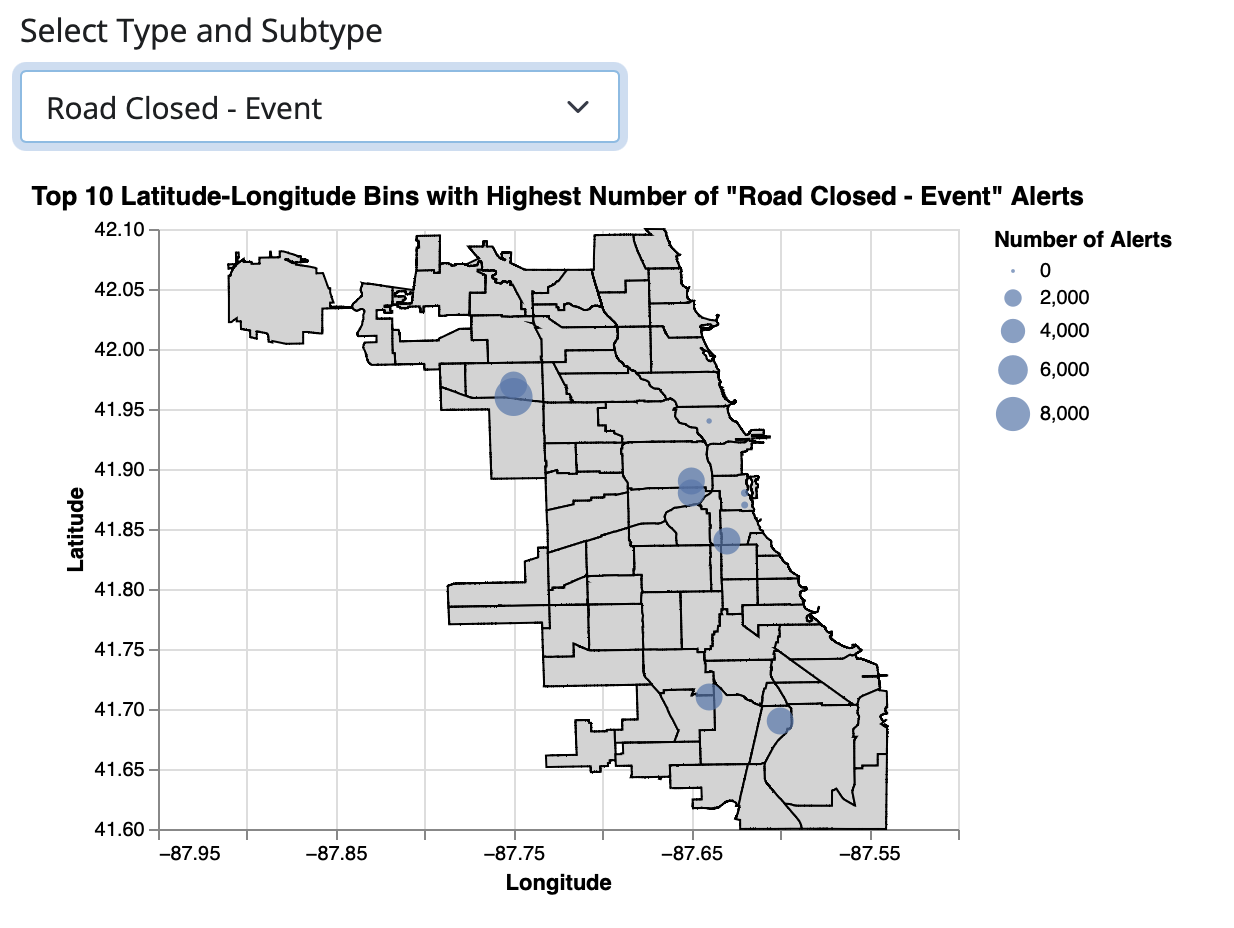 Select Type and Subtype
Road Closed - Event
Top 10 Latitude-Longitude Bins with Highest Number of "Road Closed - Event" Alerts
Number of Alerts
0
2,000
4,000
6,000
8,000
Latitude
42.10
42.05
42.00
41.95
41.90
41.85
41.80
41.75
41.70
41.65
41.60
−87.95 −87.85 −87.75 −87.65 −87.55
Longitude